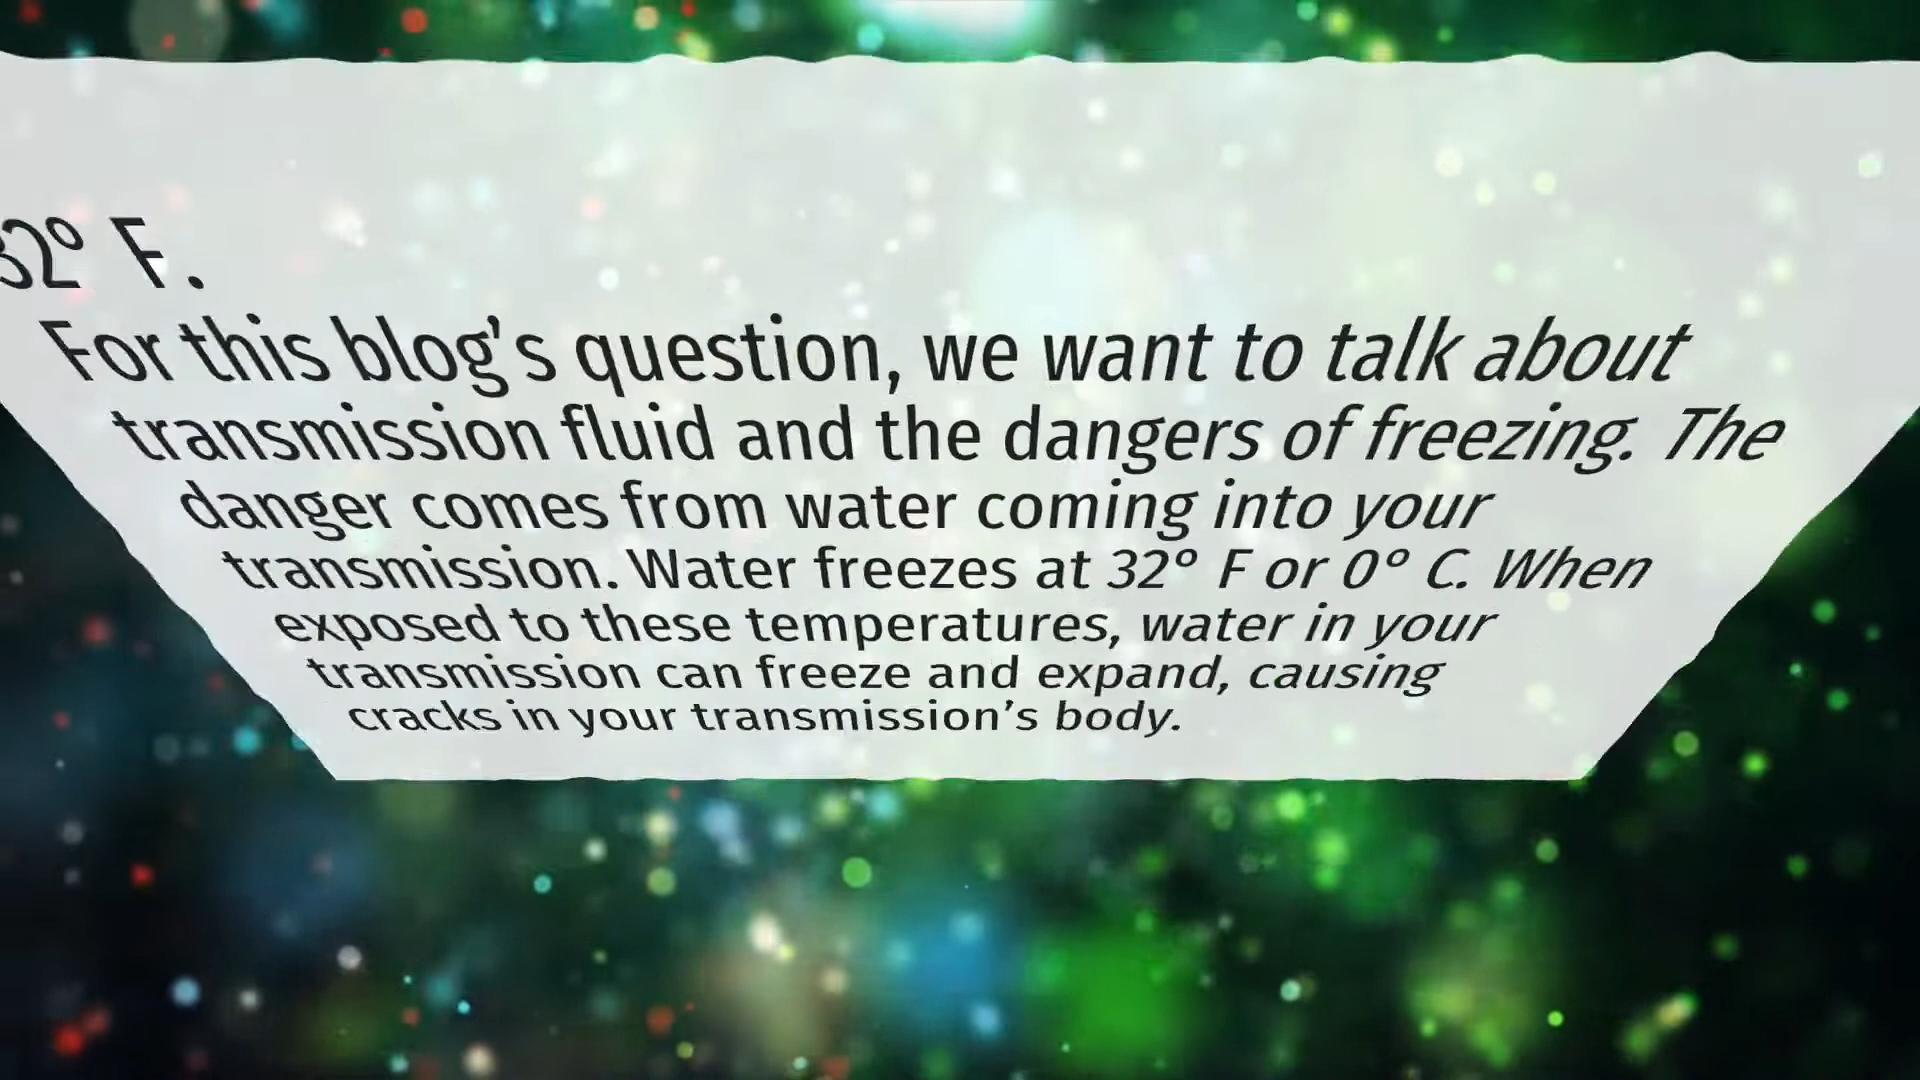 32° F.
For this blog's question, we want to talk about
transmission fluid and the dangers of freezing. The
danger comes from water coming into your
transmission. Water freezes at 32° F or 0° C. When
exposed to these temperatures, water in your
transmission can freeze and expand, causing
cracks in your transmission's body.